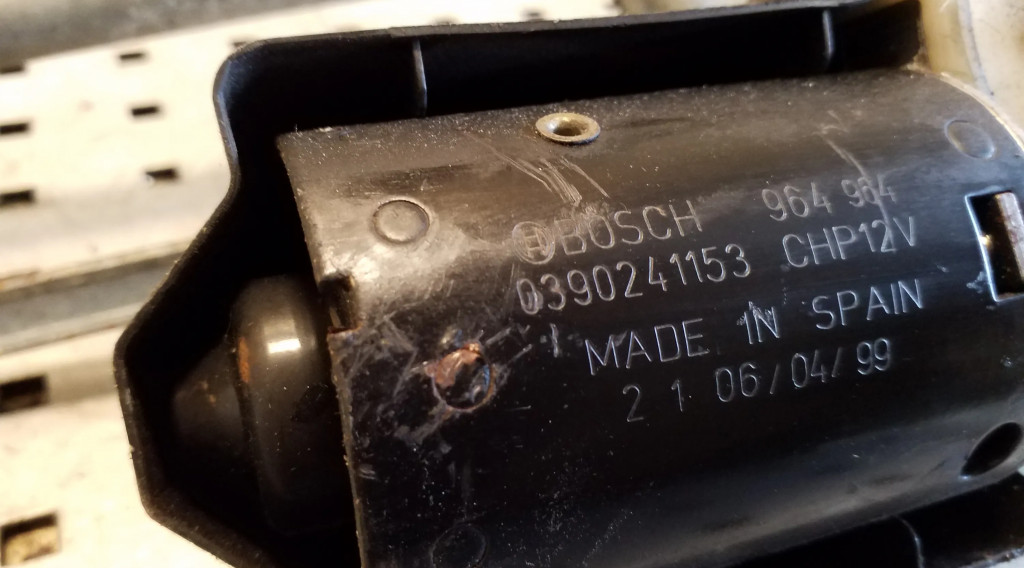 BOSCH 964 964
0390241153 CHP12V
MADE IN SPAIN
2 1 06/04/99